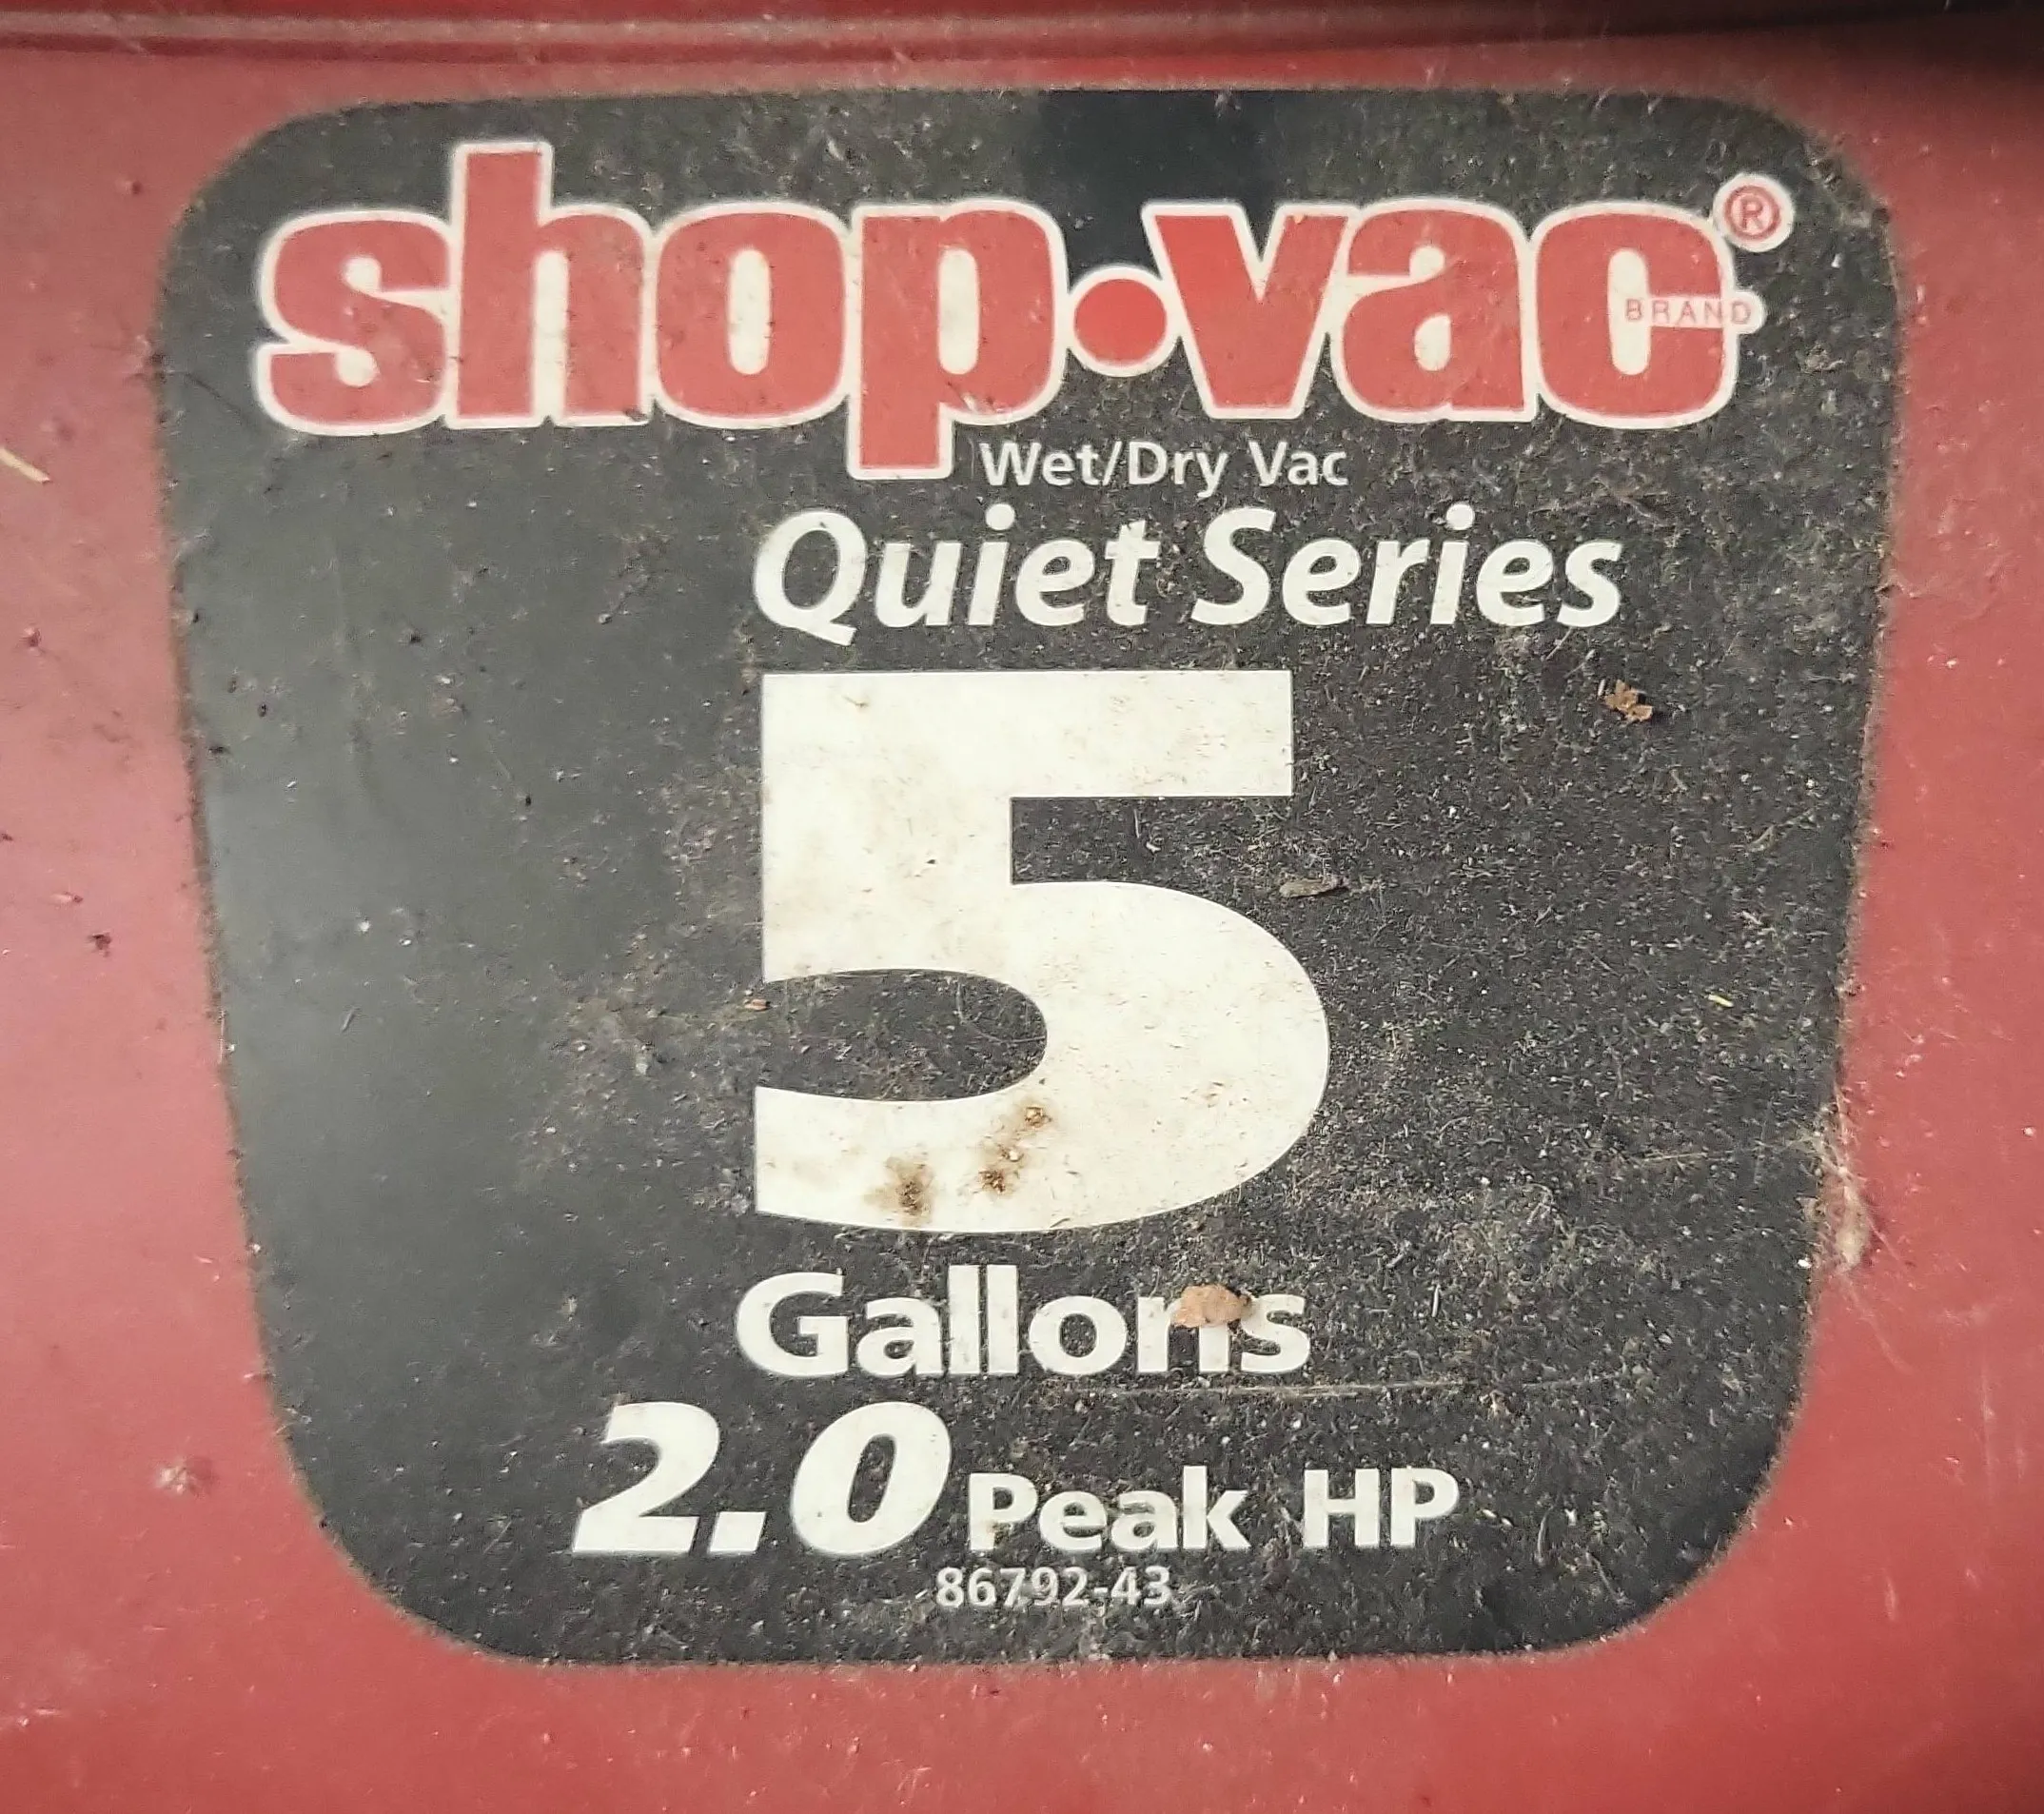 shop•vac®
BRAND
Wet/Dry Vac
Quiet Series
5
Gallons
2.0 Peak HP
86792-43